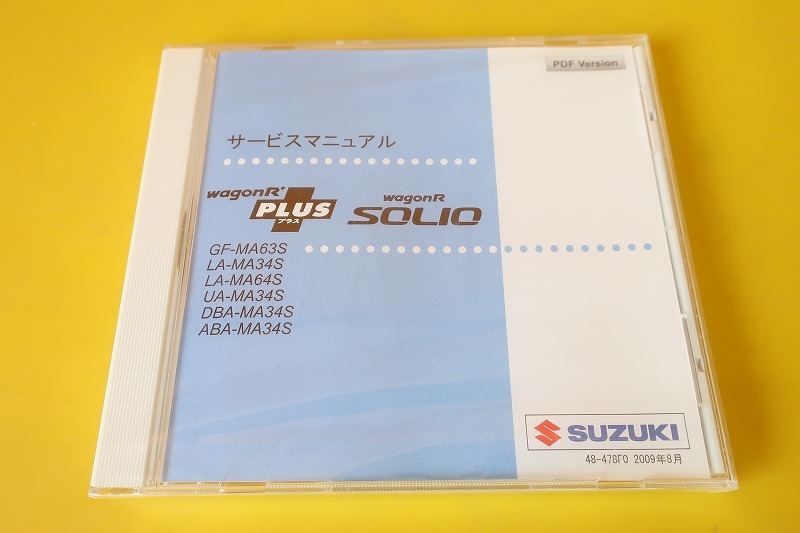 PDF Version
サービスマニュアル
wagonR+ PLUS プラス
wagonR SOLIO
GF-MA63S
LA-MA34S
LA-MA64S
UA-MA34S
DBA-MA34S
ABA-MA34S
SUZUKI
48-478F0 2009年8月